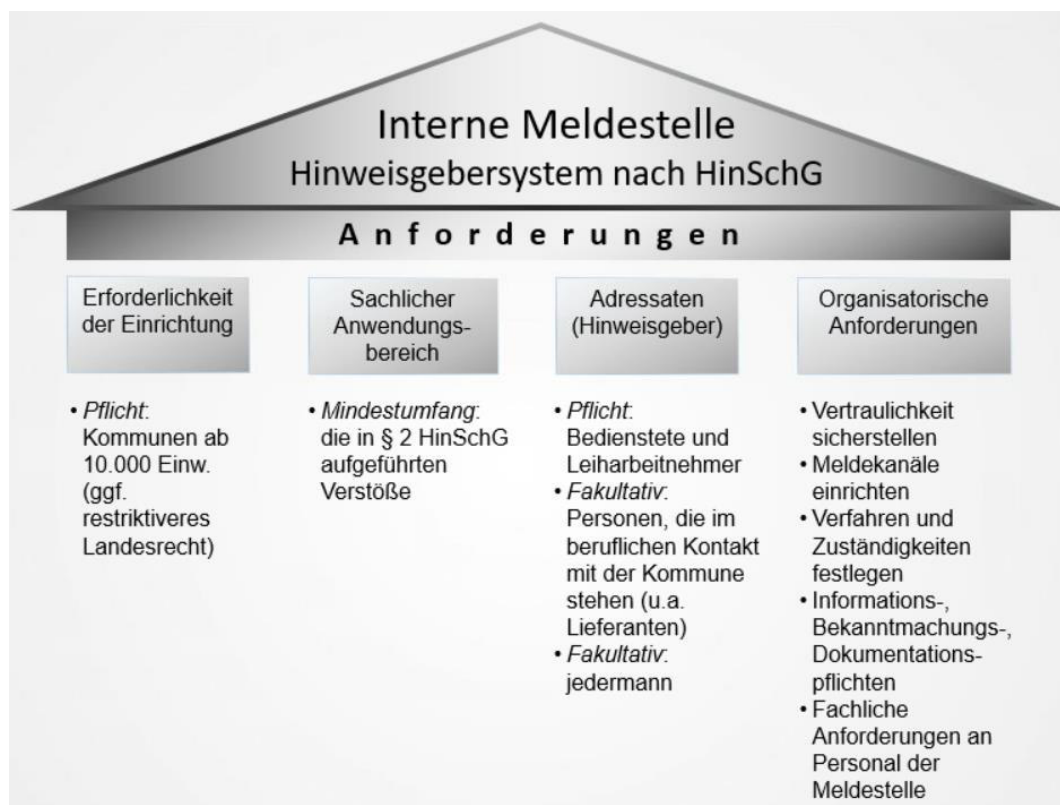 Interne Meldestelle
Hinweisgebersystem nach HinSchG
Anforderungen
Erforderlichkeit
der Einrichtung
• Pflicht:
Kommunen ab
10.000 Einw.
(ggf.
restriktiveres
Landesrecht)
Sachlicher
Anwendungs-
bereich
• Mindestumfang:
die in § 2 HinSchG
aufgeführten
Verstöße
Adressaten
(Hinweisgeber)
• Pflicht:
Bedienstete und
Leiharbeitnehmer
• Fakultativ:
Personen, die im
beruflichen Kontakt
mit der Kommune
stehen (u.a.
Lieferanten)
• Fakultativ:
jedermann
Organisatorische
Anforderungen
• Vertraulichkeit
sicherstellen
• Meldekanäle
einrichten
• Verfahren und
Zuständigkeiten
festlegen
• Informations-,
Bekanntmachungs-,
Dokumentations-
pflichten
• Fachliche
Anforderungen an
Personal der
Meldestelle